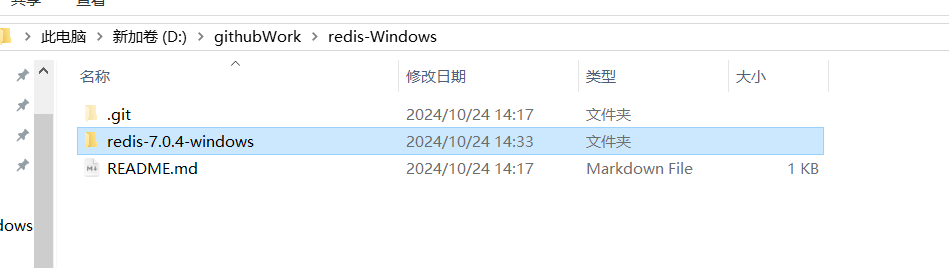 共享 查看
此电脑 > 新加卷 (D:) > githubWork > redis-Windows
名称 修改日期 类型 大小
.git 2024/10/24 14:17 文件夹
redis-7.0.4-windows 2024/10/24 14:33 文件夹
README.md 2024/10/24 14:17 Markdown File 1 KB
dows